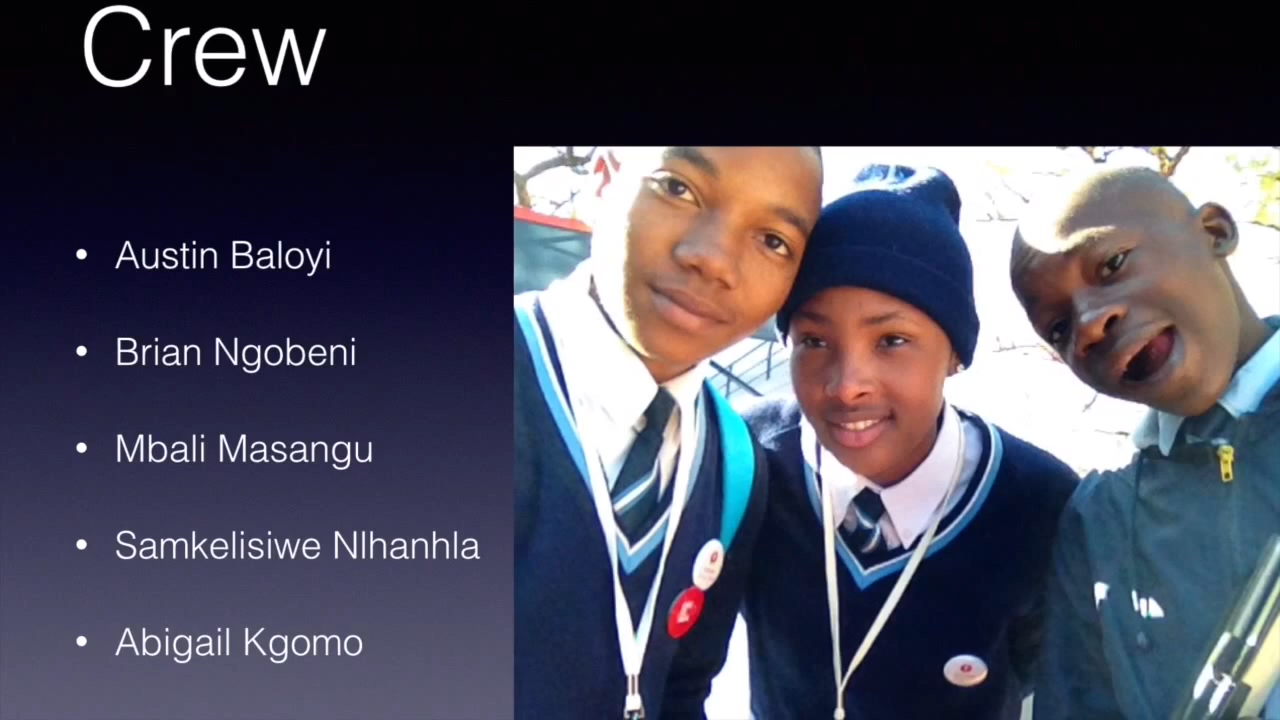 Crew
• Austin Baloyi
• Brian Ngobeni
• Mbali Masangu
• Samkelisiwe Nlhanhla
• Abigail Kgomo